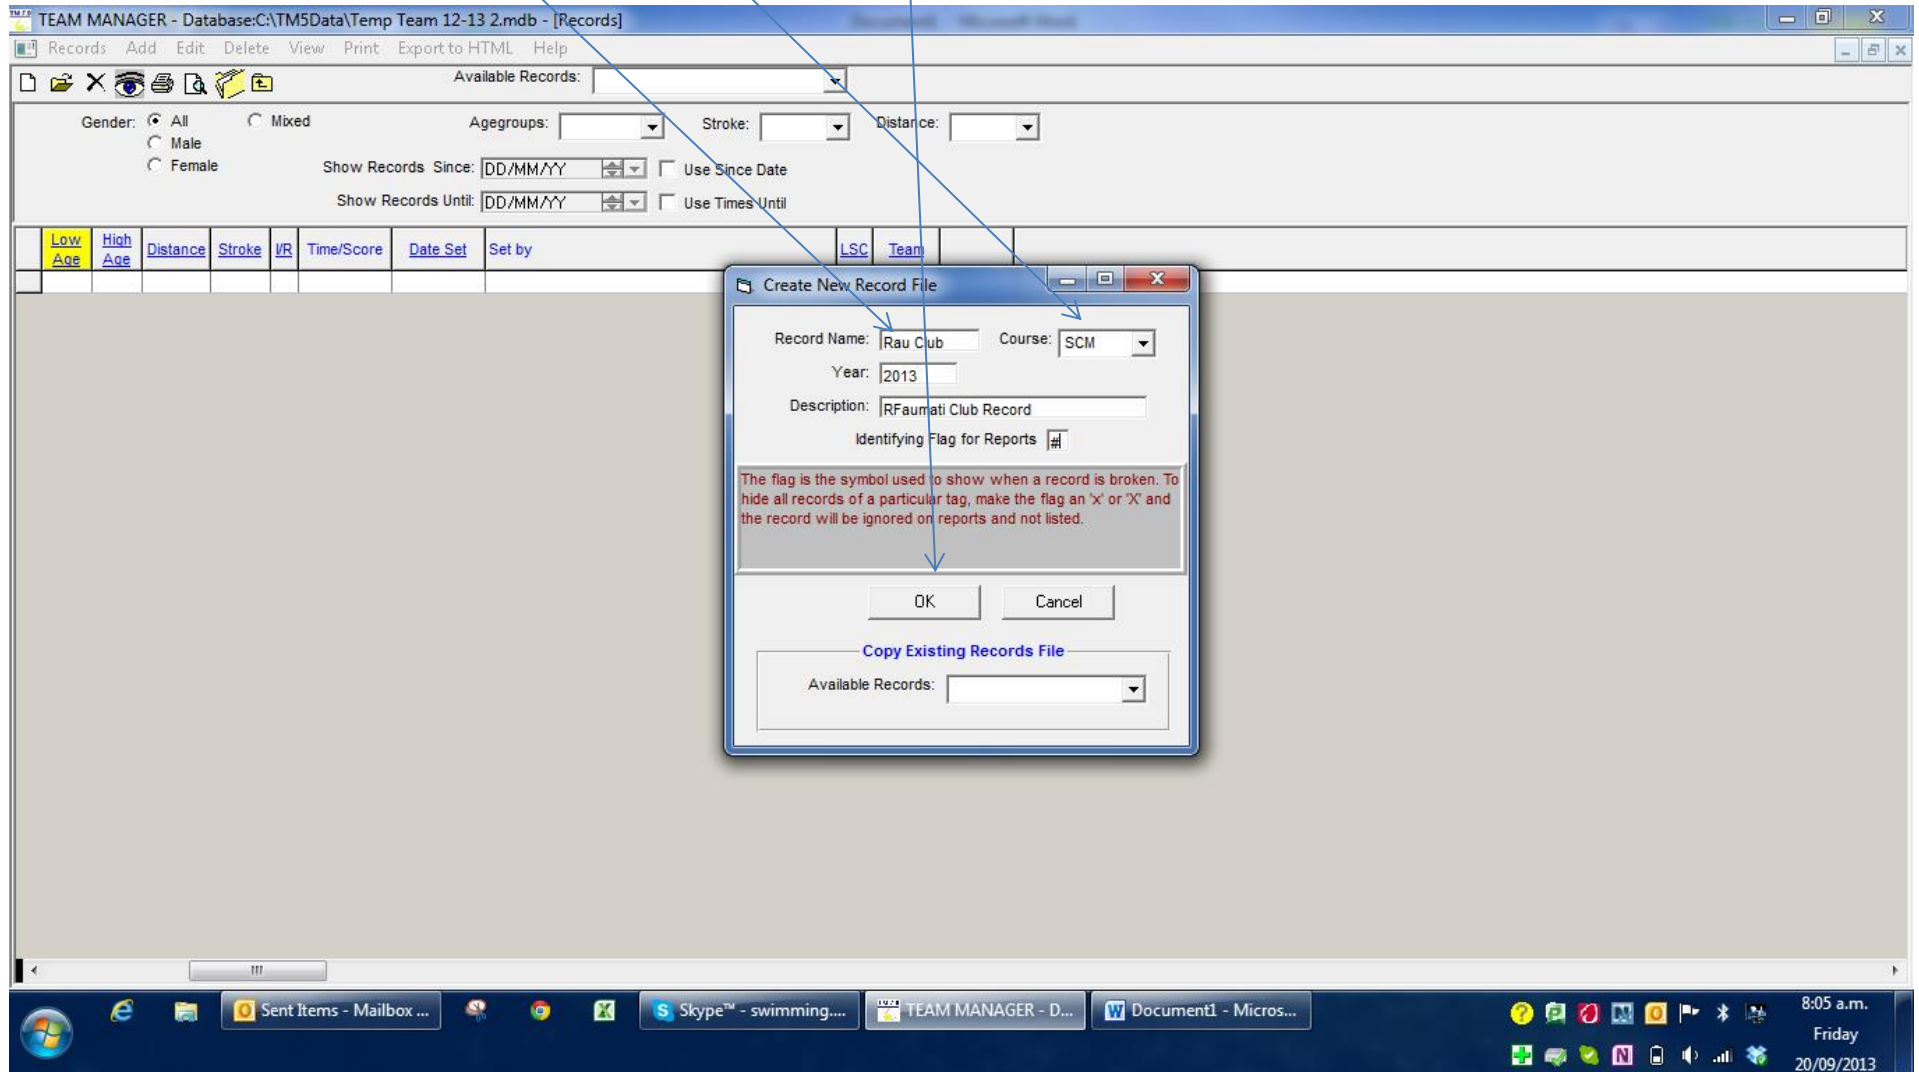 TEAM MANAGER - Database:C:\TM5Data\Temp Team 12-13 2.mdb - [Records]
Records Add Edit Delete View Print Export to HTML Help
Available Records:
Gender: All Mixed Agegroups: Stroke: Distance:
Male
Female Show Records Since: DD/MM/YY Use Since Date
Show Records Until: DD/MM/YY Use Times Until
Low Age High Age Distance Stroke I/R Time/Score Date Set Set by LSC Team
Create New Record File
Record Name: Rau Club Course: SCM
Year: 2013
Description: RFaumati Club Record
Identifying Flag for Reports #
The flag is the symbol used to show when a record is broken. To
hide all records of a particular tag, make the flag an 'x' or 'X' and
the record will be ignored on reports and not listed.
OK Cancel
Copy Existing Records File
Available Records:
Sent Items - Mailbox ... Skype™ - swimming.... TEAM MANAGER - D... Document1 - Micros...
8:05 a.m.
Friday
20/09/2013